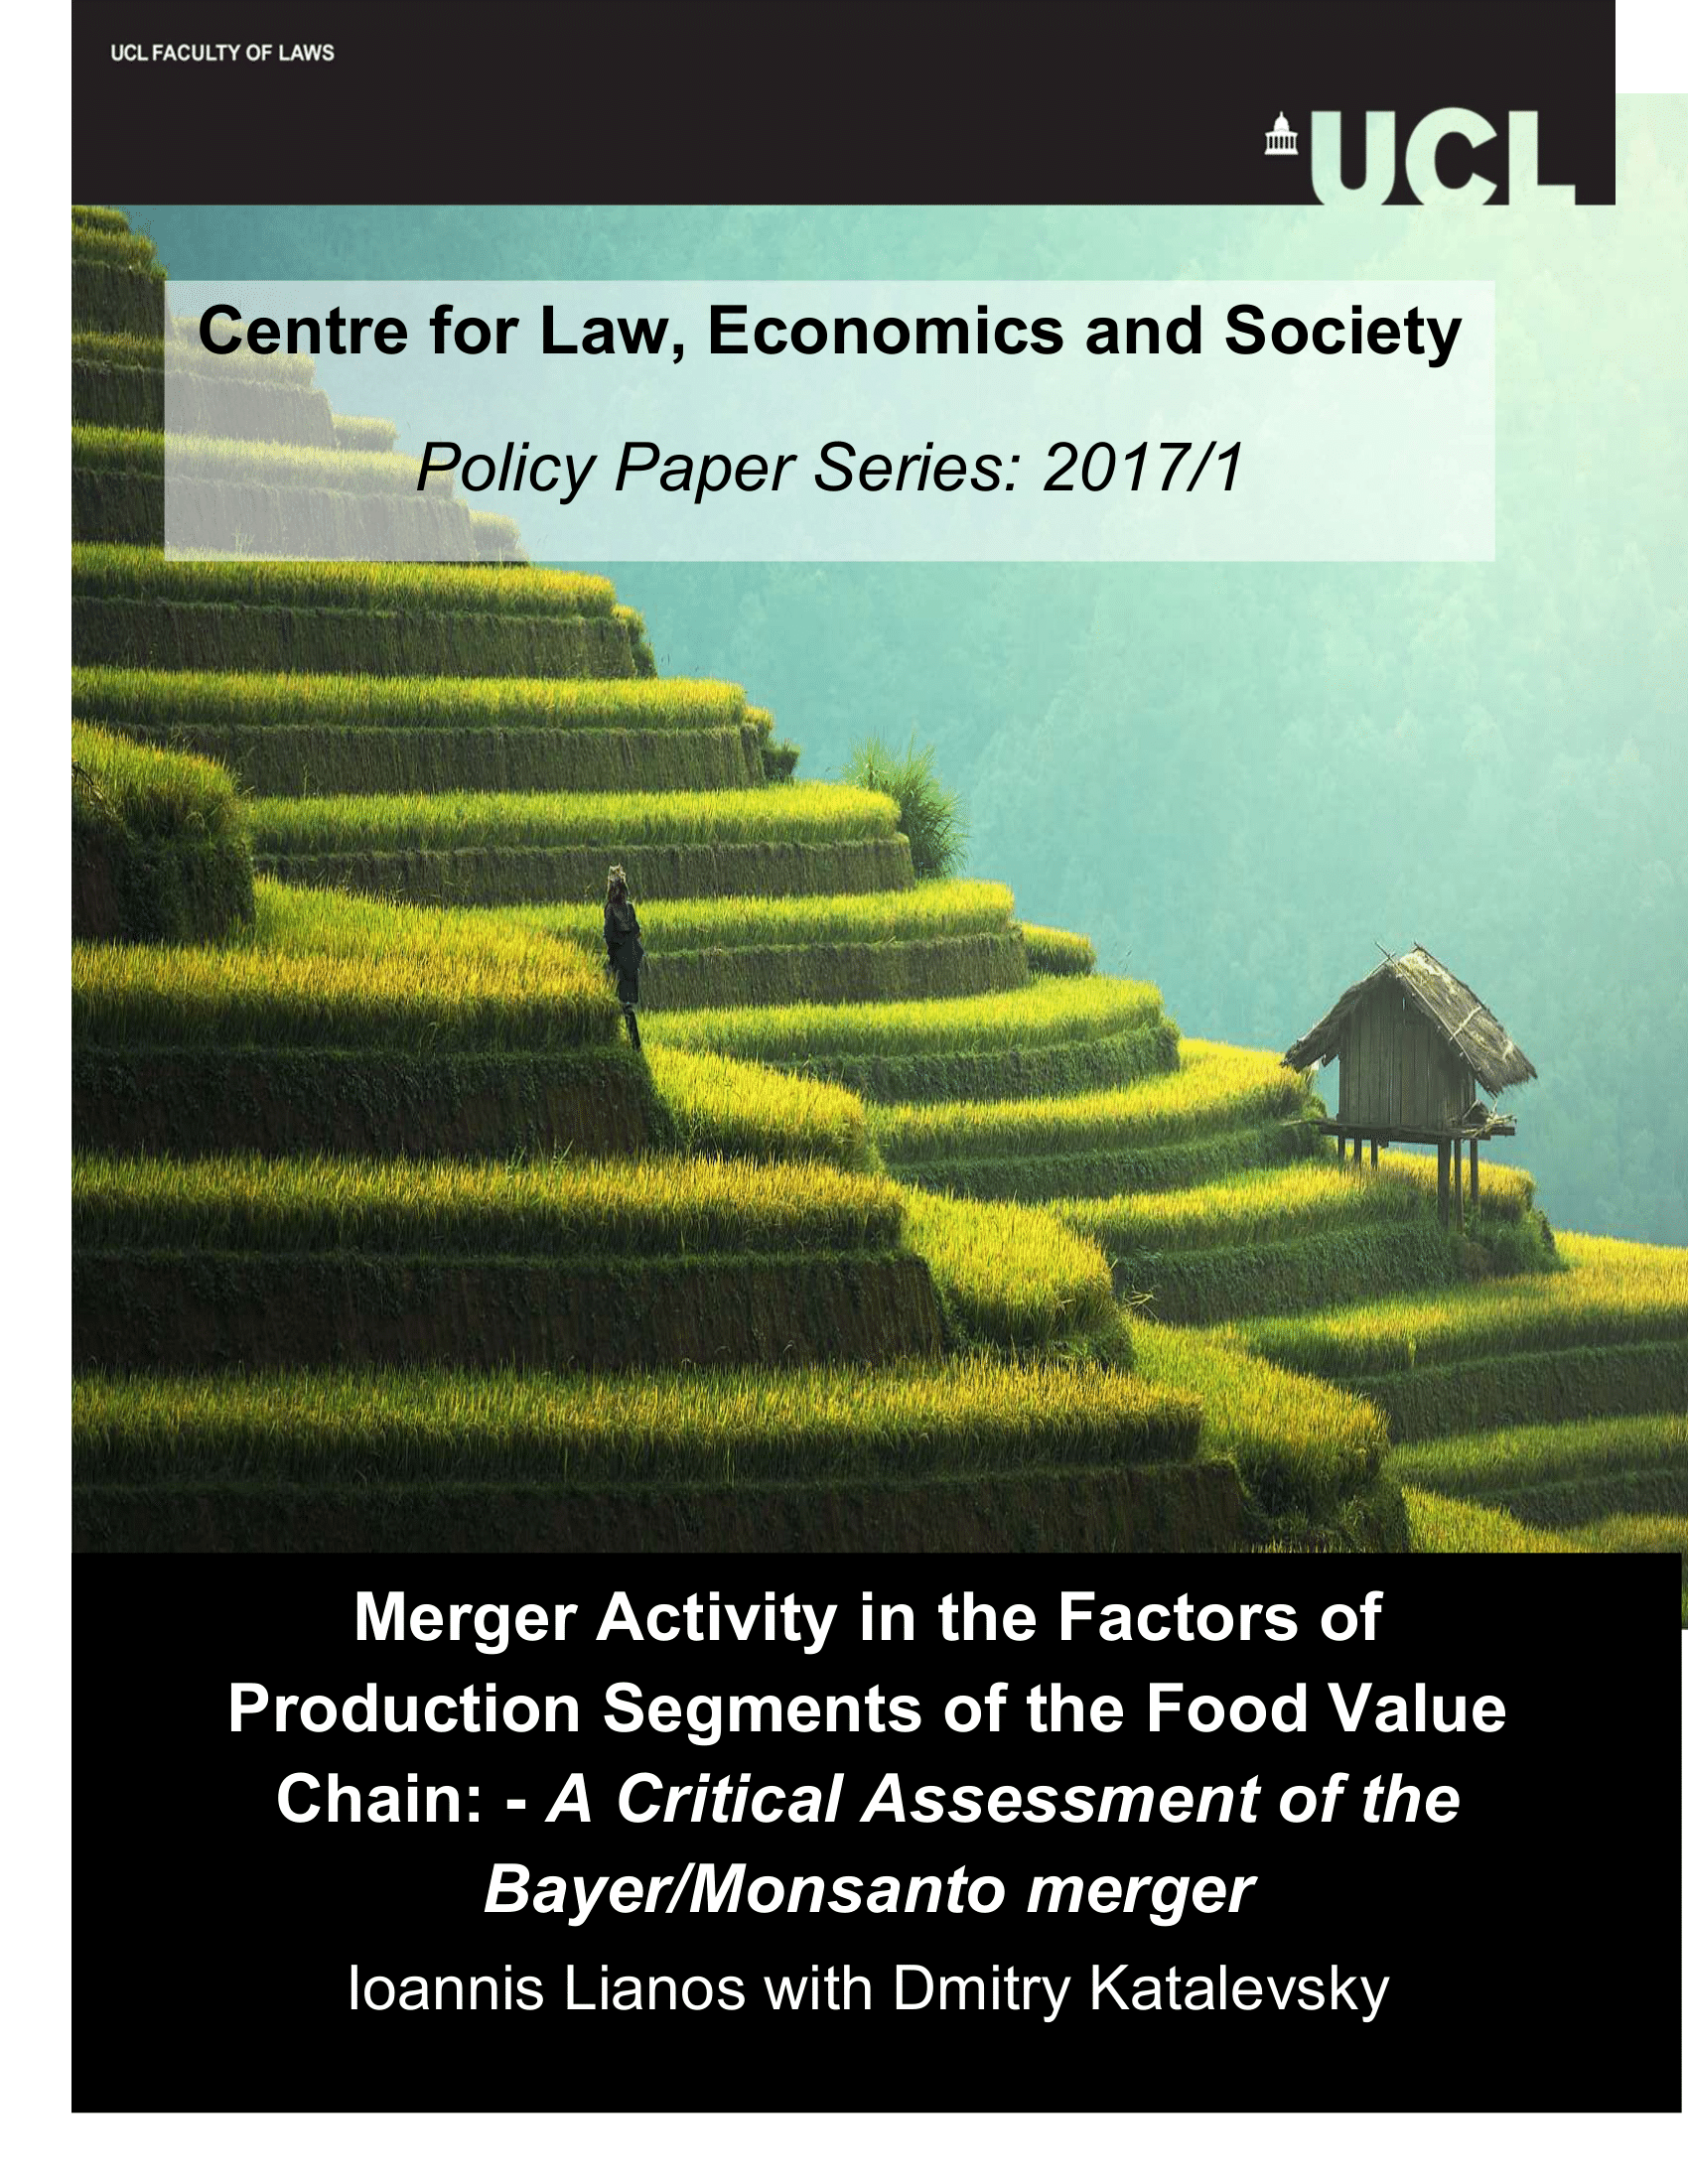 UCL FACULTY OF LAWS
UCL
Centre for Law, Economics and Society
Policy Paper Series: 2017/1
Merger Activity in the Factors of
Production Segments of the Food Value
Chain: - A Critical Assessment of the
Bayer/Monsanto merger
Ioannis Lianos with Dmitry Katalevsky